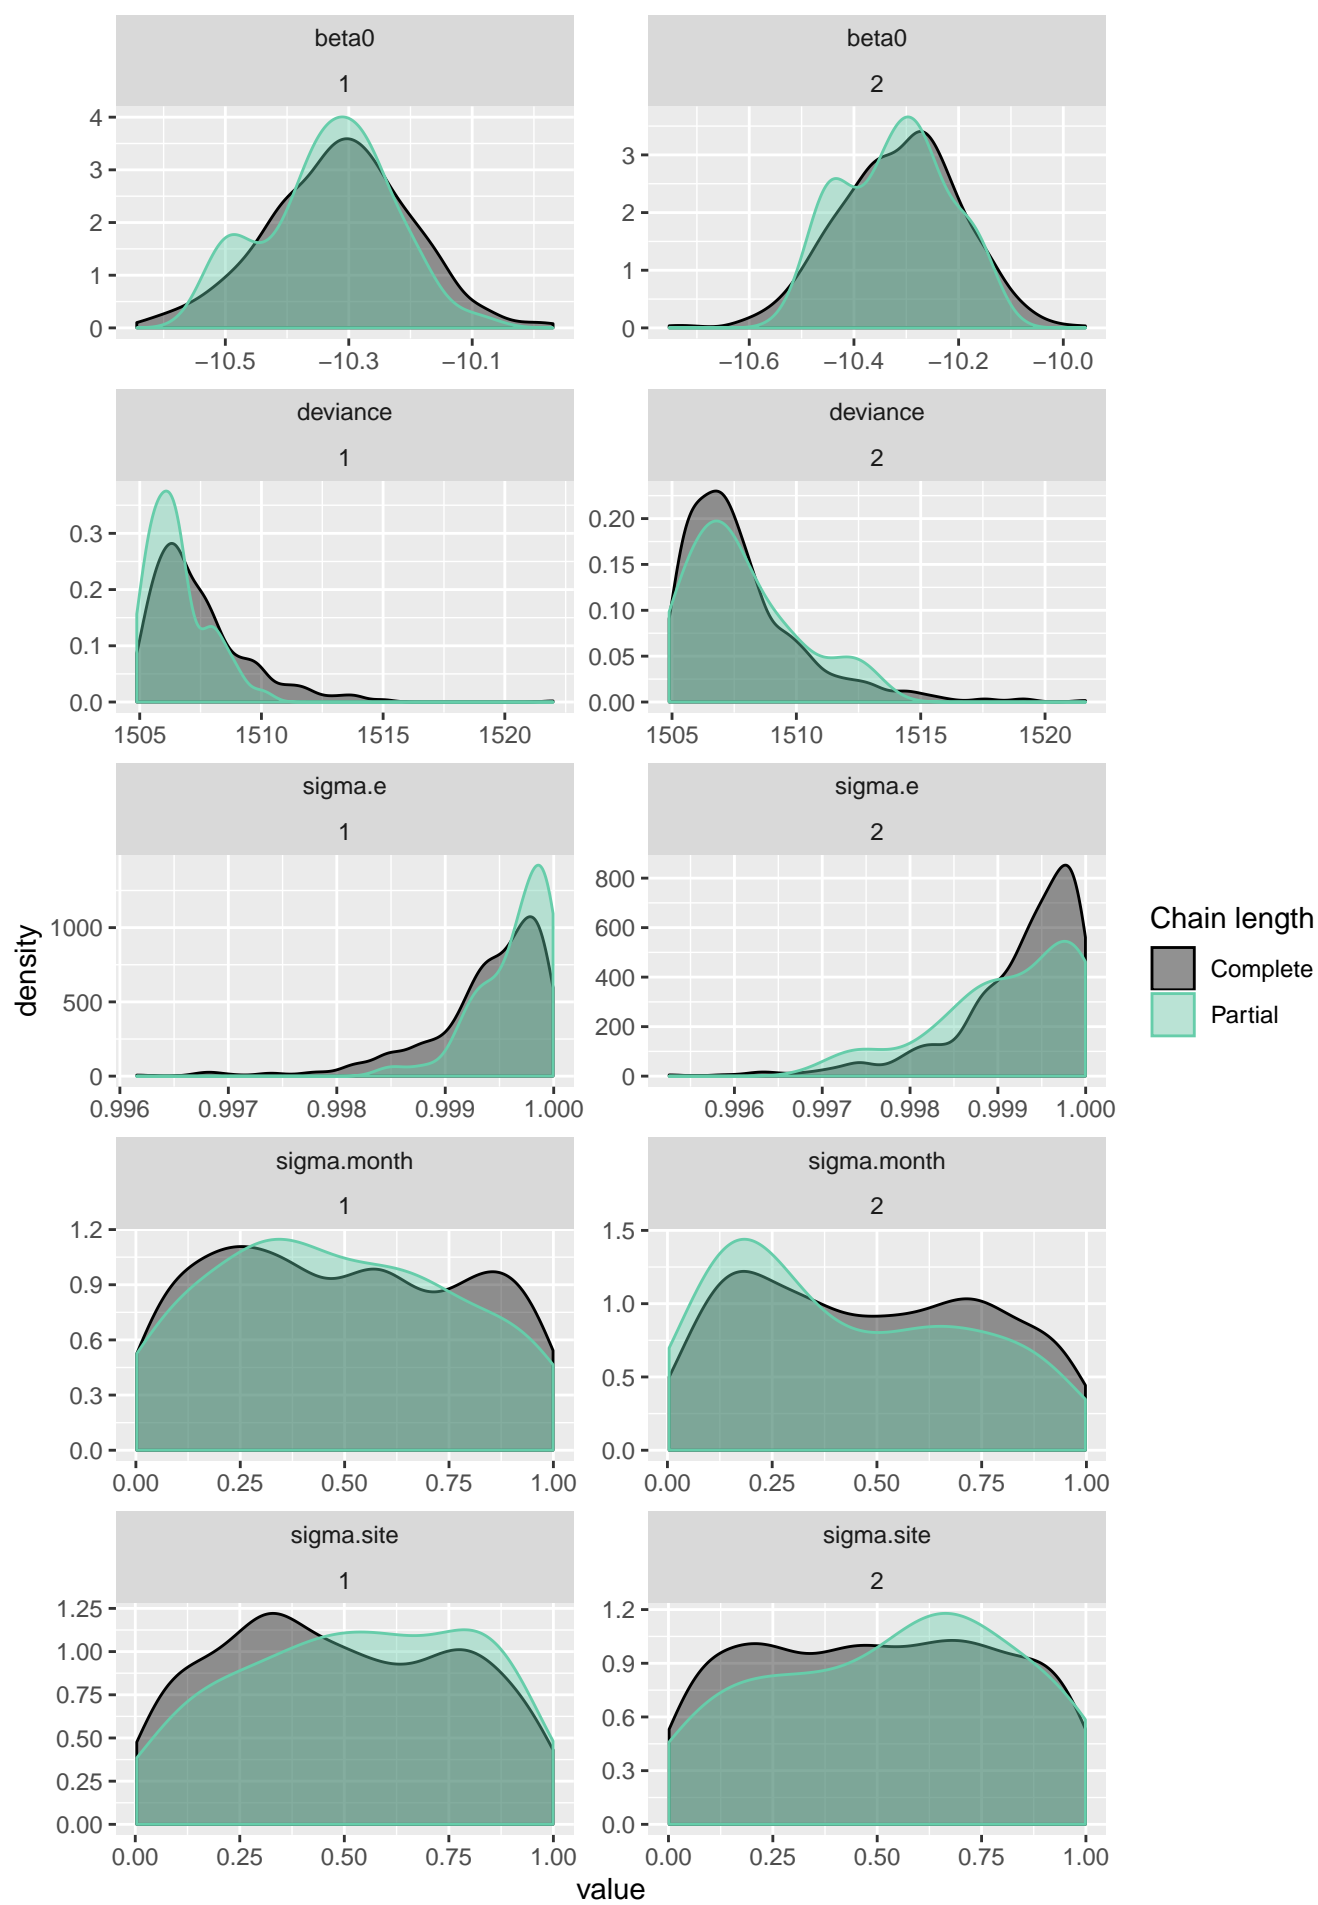 beta0
1
beta0
2
4
3
2
1
0
3
2
1
0
−10.5 −10.3 −10.1
−10.6 −10.4 −10.2 −10.0
deviance
1
deviance
2
0.3
0.2
0.1
0.0
0.20
0.15
0.10
0.05
0.00
1505 1510 1515 1520
1505 1510 1515 1520
sigma.e
1
sigma.e
2
1000
500
0
800
600
400
200
0
0.996 0.997 0.998 0.999 1.000
0.996 0.997 0.998 0.999 1.000
sigma.month
1
sigma.month
2
1.2
0.9
0.6
0.3
0.0
1.5
1.0
0.5
0.0
0.00 0.25 0.50 0.75 1.00
0.00 0.25 0.50 0.75 1.00
sigma.site
1
sigma.site
2
1.25
1.00
0.75
0.50
0.25
0.00
1.2
0.9
0.6
0.3
0.0
0.00 0.25 0.50 0.75 1.00
0.00 0.25 0.50 0.75 1.00
value
density
Chain length
Complete
Partial